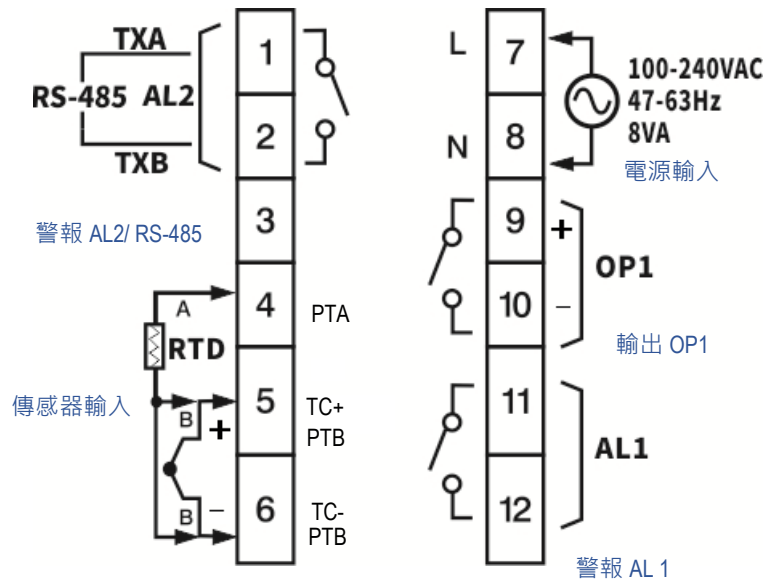 TXA
RS-485 AL2
TXB
警報 AL2/ RS-485
A
RTD
傳感器輸入
B
+
B
−
1
2
3
4
5
6
PTA
TC+
PTB
TC-
PTB
L
N
7
8
9
10
11
12
100-240VAC
47-63Hz
8VA
電源輸入
+
OP1
−
輸出 OP1
AL1
警報 AL 1